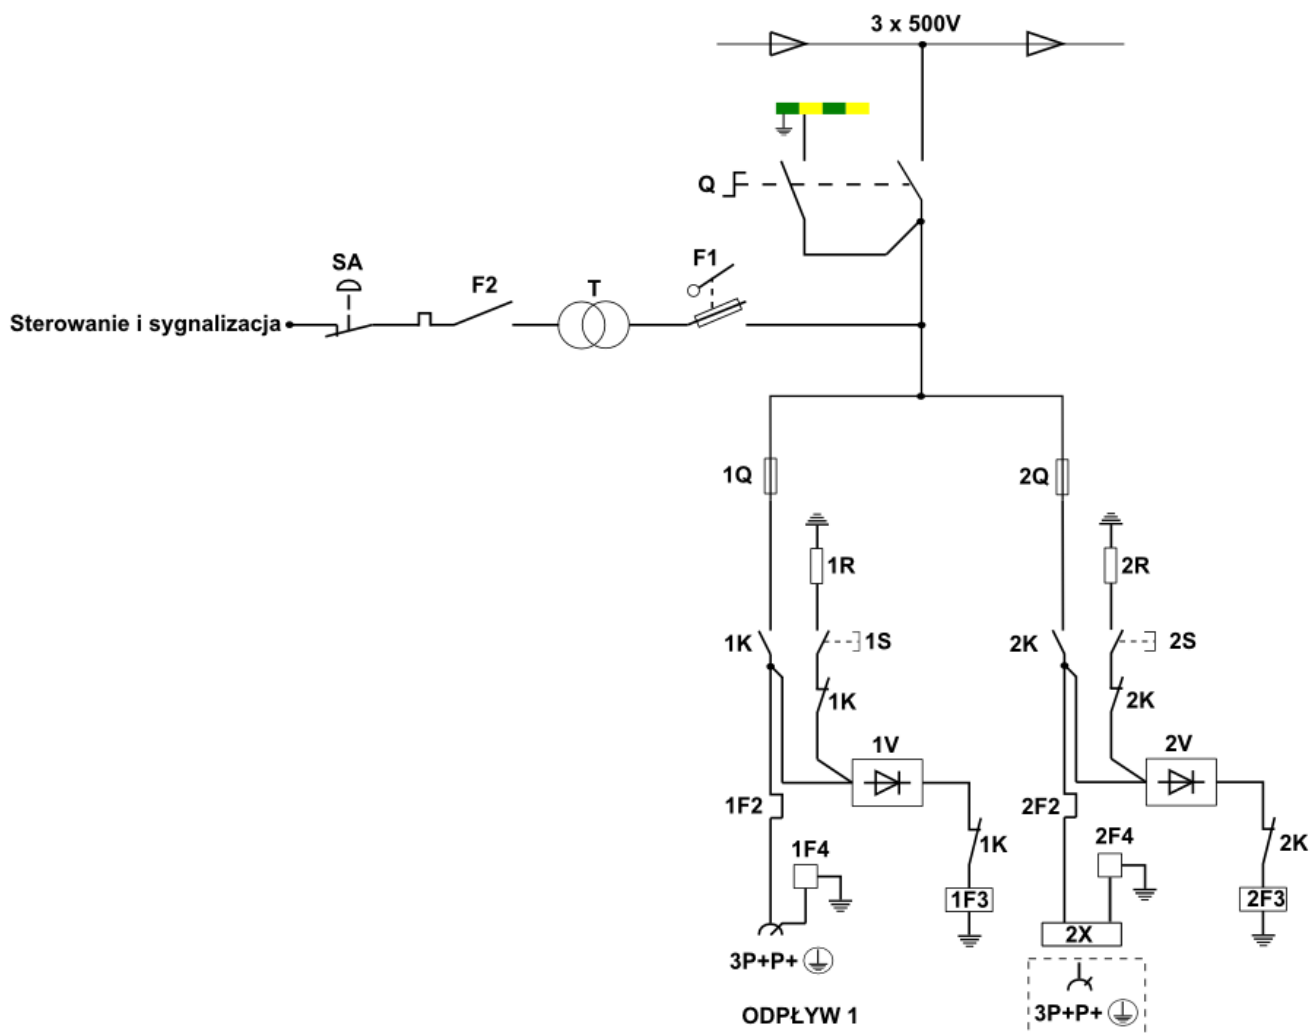 3 x 500V
Q
SA
F2
T
F1
Sterowanie i sygnalizacja
1Q
2Q
1R
2R
1K
1S
2K
2S
1K
2K
1V
2V
1F2
2F2
1F4
1K
2F4
2K
1F3
2F3
2X
3P+P+
3P+P+
ODPŁYW 1